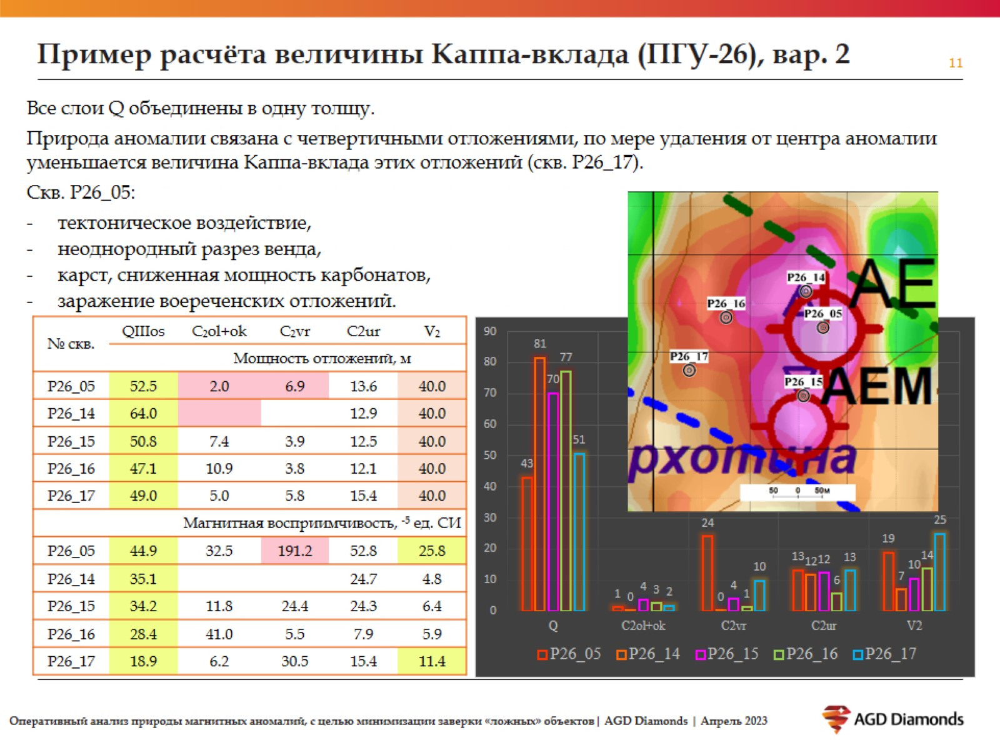 Пример расчёта величины Каппа-вклада (ПГУ-26), вар. 2
11
Все слои Q объединены в одну толщу.
Природа аномалии связана с четвертичными отложениями, по мере удаления от центра аномалии
уменьшается величина Каппа-вклада этих отложений (скв. Р26_17).
Скв. Р26_05:
- тектоническое воздействие,
- неоднородный разрез венда,
- карст, сниженная мощность карбонатов,
- заражение воереченских отложений.
№ скв. QIIIos C₂ol+ok C₂vr C2ur V₂
Мощность отложений, м
P26_05 52.5 2.0 6.9 13.6 40.0
P26_14 64.0 12.9 40.0
P26_15 50.8 7.4 3.9 12.5 40.0
P26_16 47.1 10.9 3.8 12.1 40.0
P26_17 49.0 5.0 5.8 15.4 40.0
Магнитная восприимчивость, ⁻⁵ ед. СИ
P26_05 44.9 32.5 191.2 52.8 25.8
P26_14 35.1 24.7 4.8
P26_15 34.2 11.8 24.4 24.3 6.4
P26_16 28.4 41.0 5.5 7.9 5.9
P26_17 18.9 6.2 30.5 15.4 11.4
P26_14
P26_16
P26_05
P26_17
P26_15
AE
AEM
рхотина
50 0 50м
90
80
70
60
50
40
30
20
10
0
43 81 70 77 51
1 0 4 3 2
24 0 4 1 10
13 12 12 6 13
19 7 10 14 25
Q C2ol+ok C2vr C2ur V2
P26_05 P26_14 P26_15 P26_16 P26_17
Оперативный анализ природы магнитных аномалий, с целью минимизации заверки «ложных» объектов | AGD Diamonds | Апрель 2023
AGD Diamonds